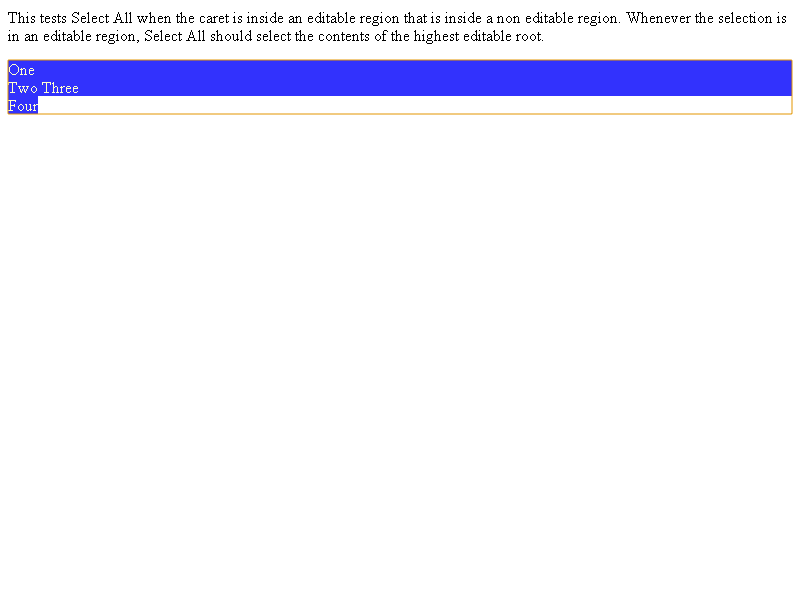 This tests Select All when the caret is inside an editable region that is inside a non editable region. Whenever the selection is
in an editable region, Select All should select the contents of the highest editable root.
One
Two Three
Four